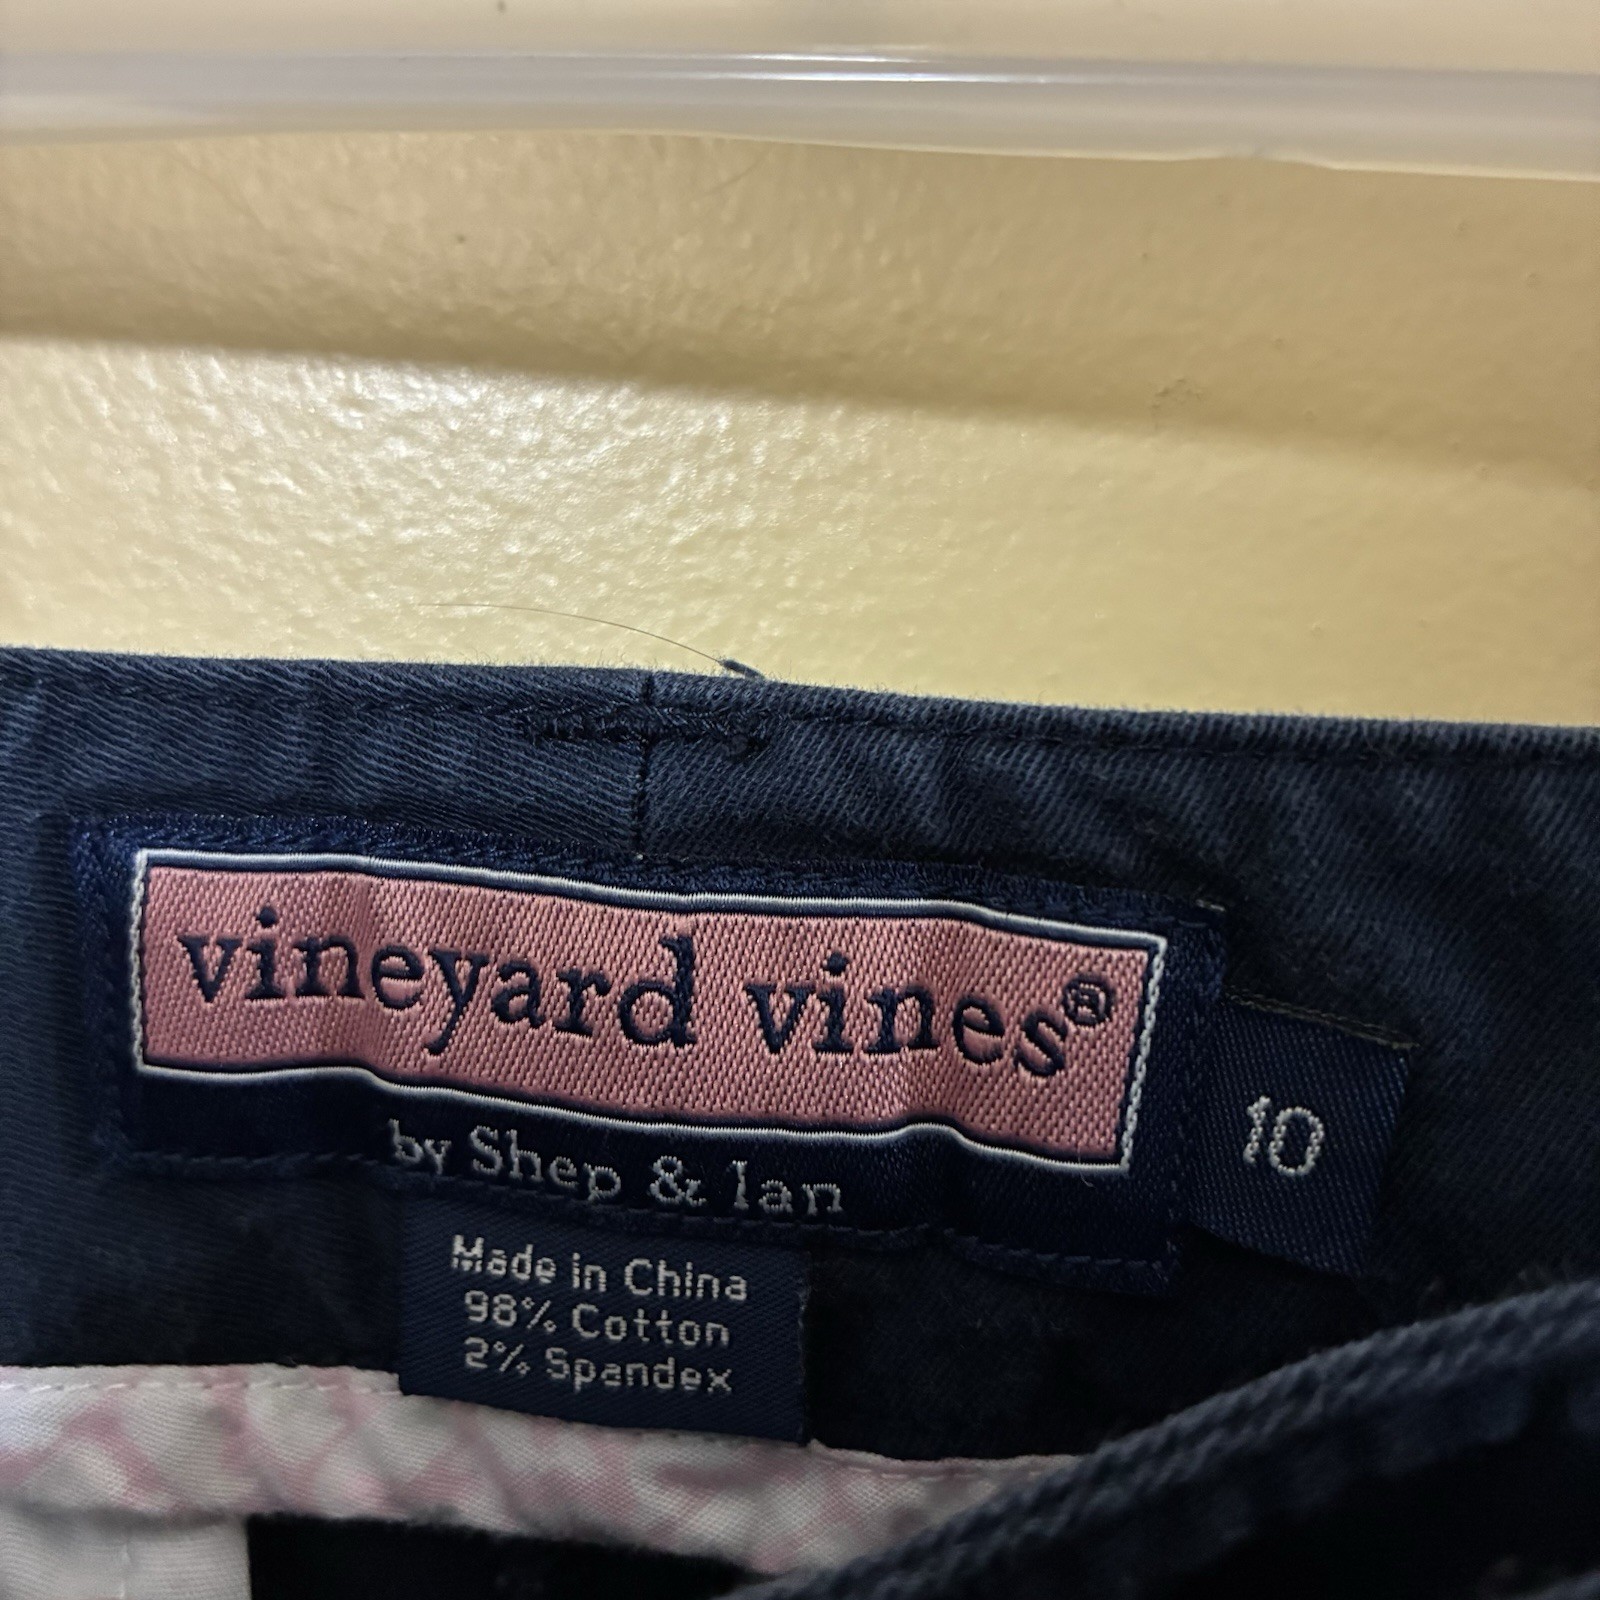 vineyard vines®
by Shep & Ian
10
Made in China
98% Cotton
2% Spandex